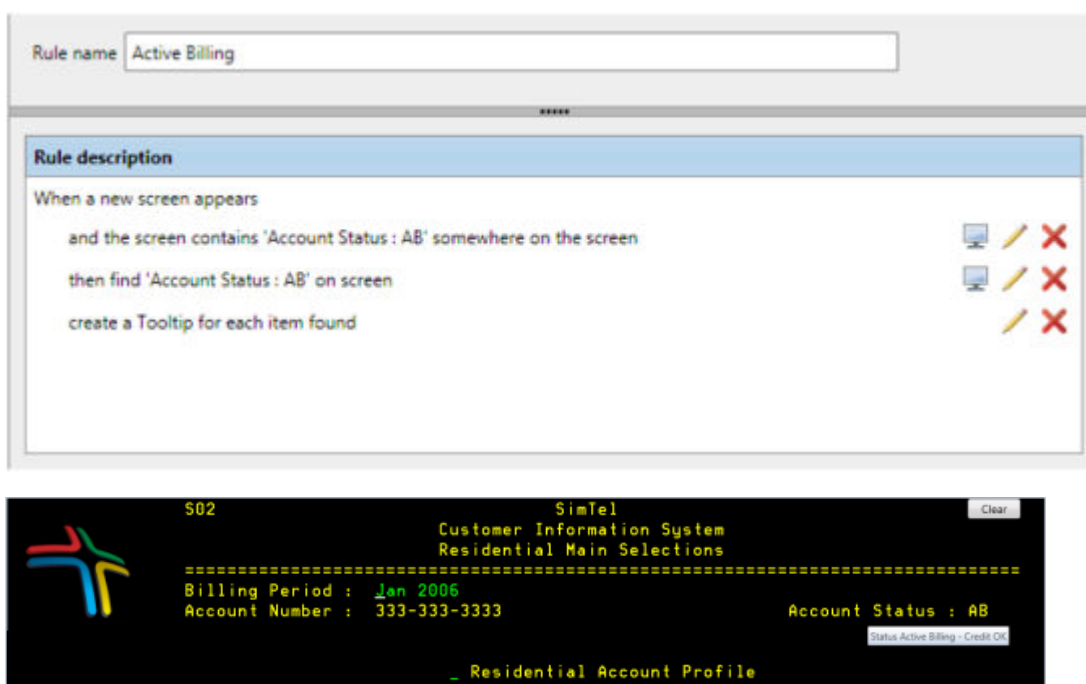 Rule name Active Billing
Rule description
When a new screen appears
and the screen contains 'Account Status : AB' somewhere on the screen
then find 'Account Status : AB' on screen
create a Tooltip for each item found
S02 SimTel Clear
Customer Information System
Residential Main Selections
================================================================================
Billing Period : Jan 2006
Account Number : 333-333-3333 Account Status : AB
Status Active Billing - Credit OK
_ Residential Account Profile